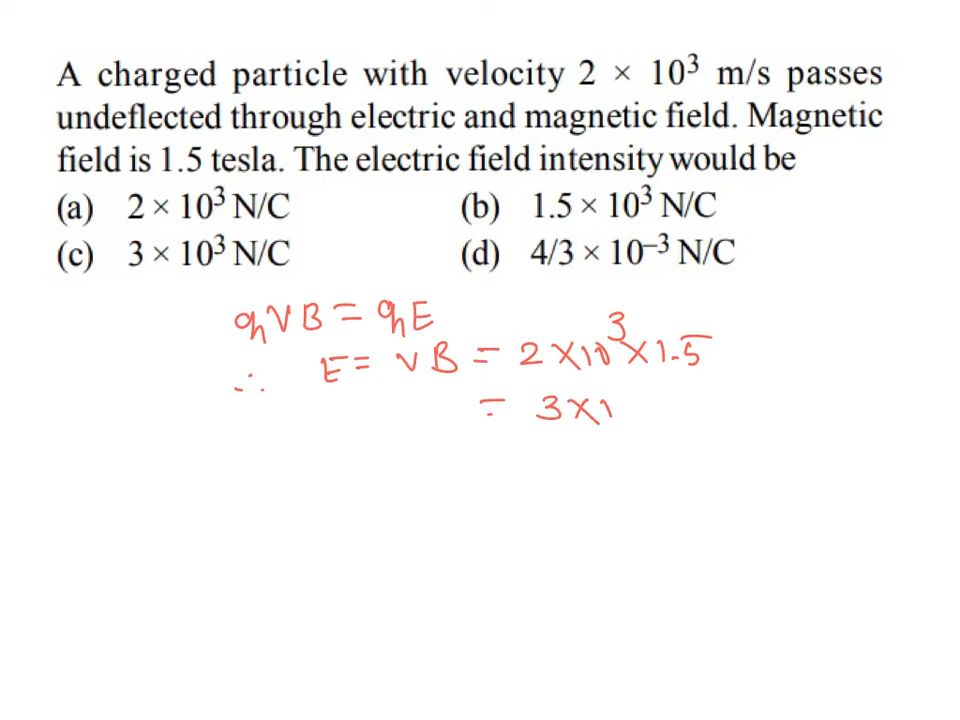 A charged particle with velocity 2 × 10³ m/s passes
undeflected through electric and magnetic field. Magnetic
field is 1.5 tesla. The electric field intensity would be
(a) 2 × 10³ N/C (b) 1.5 × 10³ N/C
(c) 3 × 10³ N/C (d) 4/3 × 10⁻³ N/C
qVB = qE
∴ E = VB = 2×10³×1.5
= 3×1